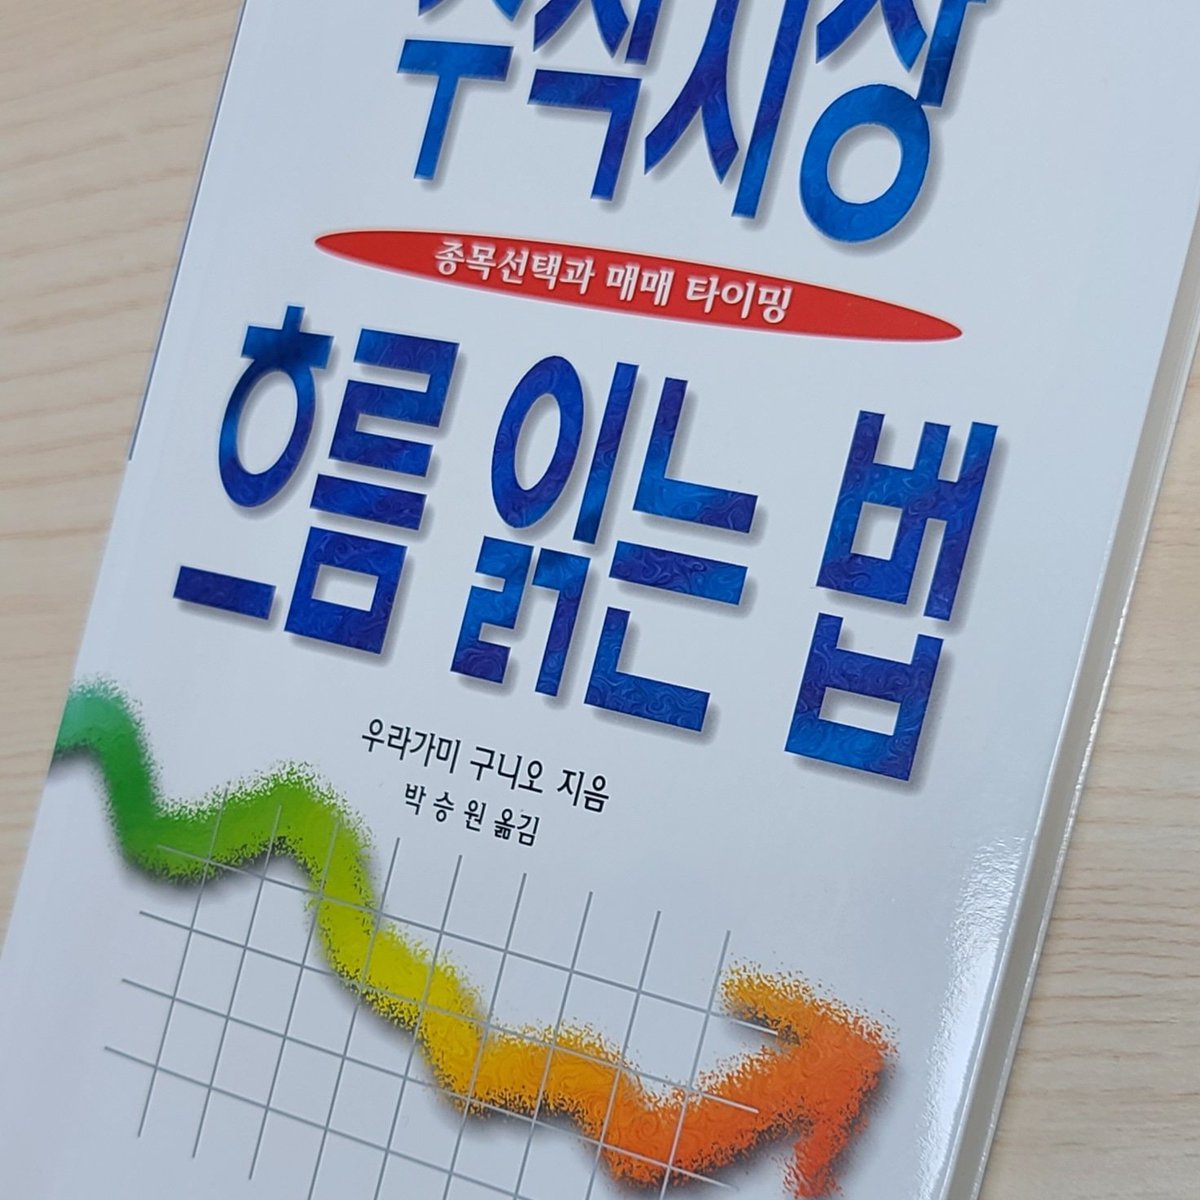 주식시장
종목선택과 매매 타이밍
흐름 읽는 법
우라가미 구니오 지음
박승원 옮김